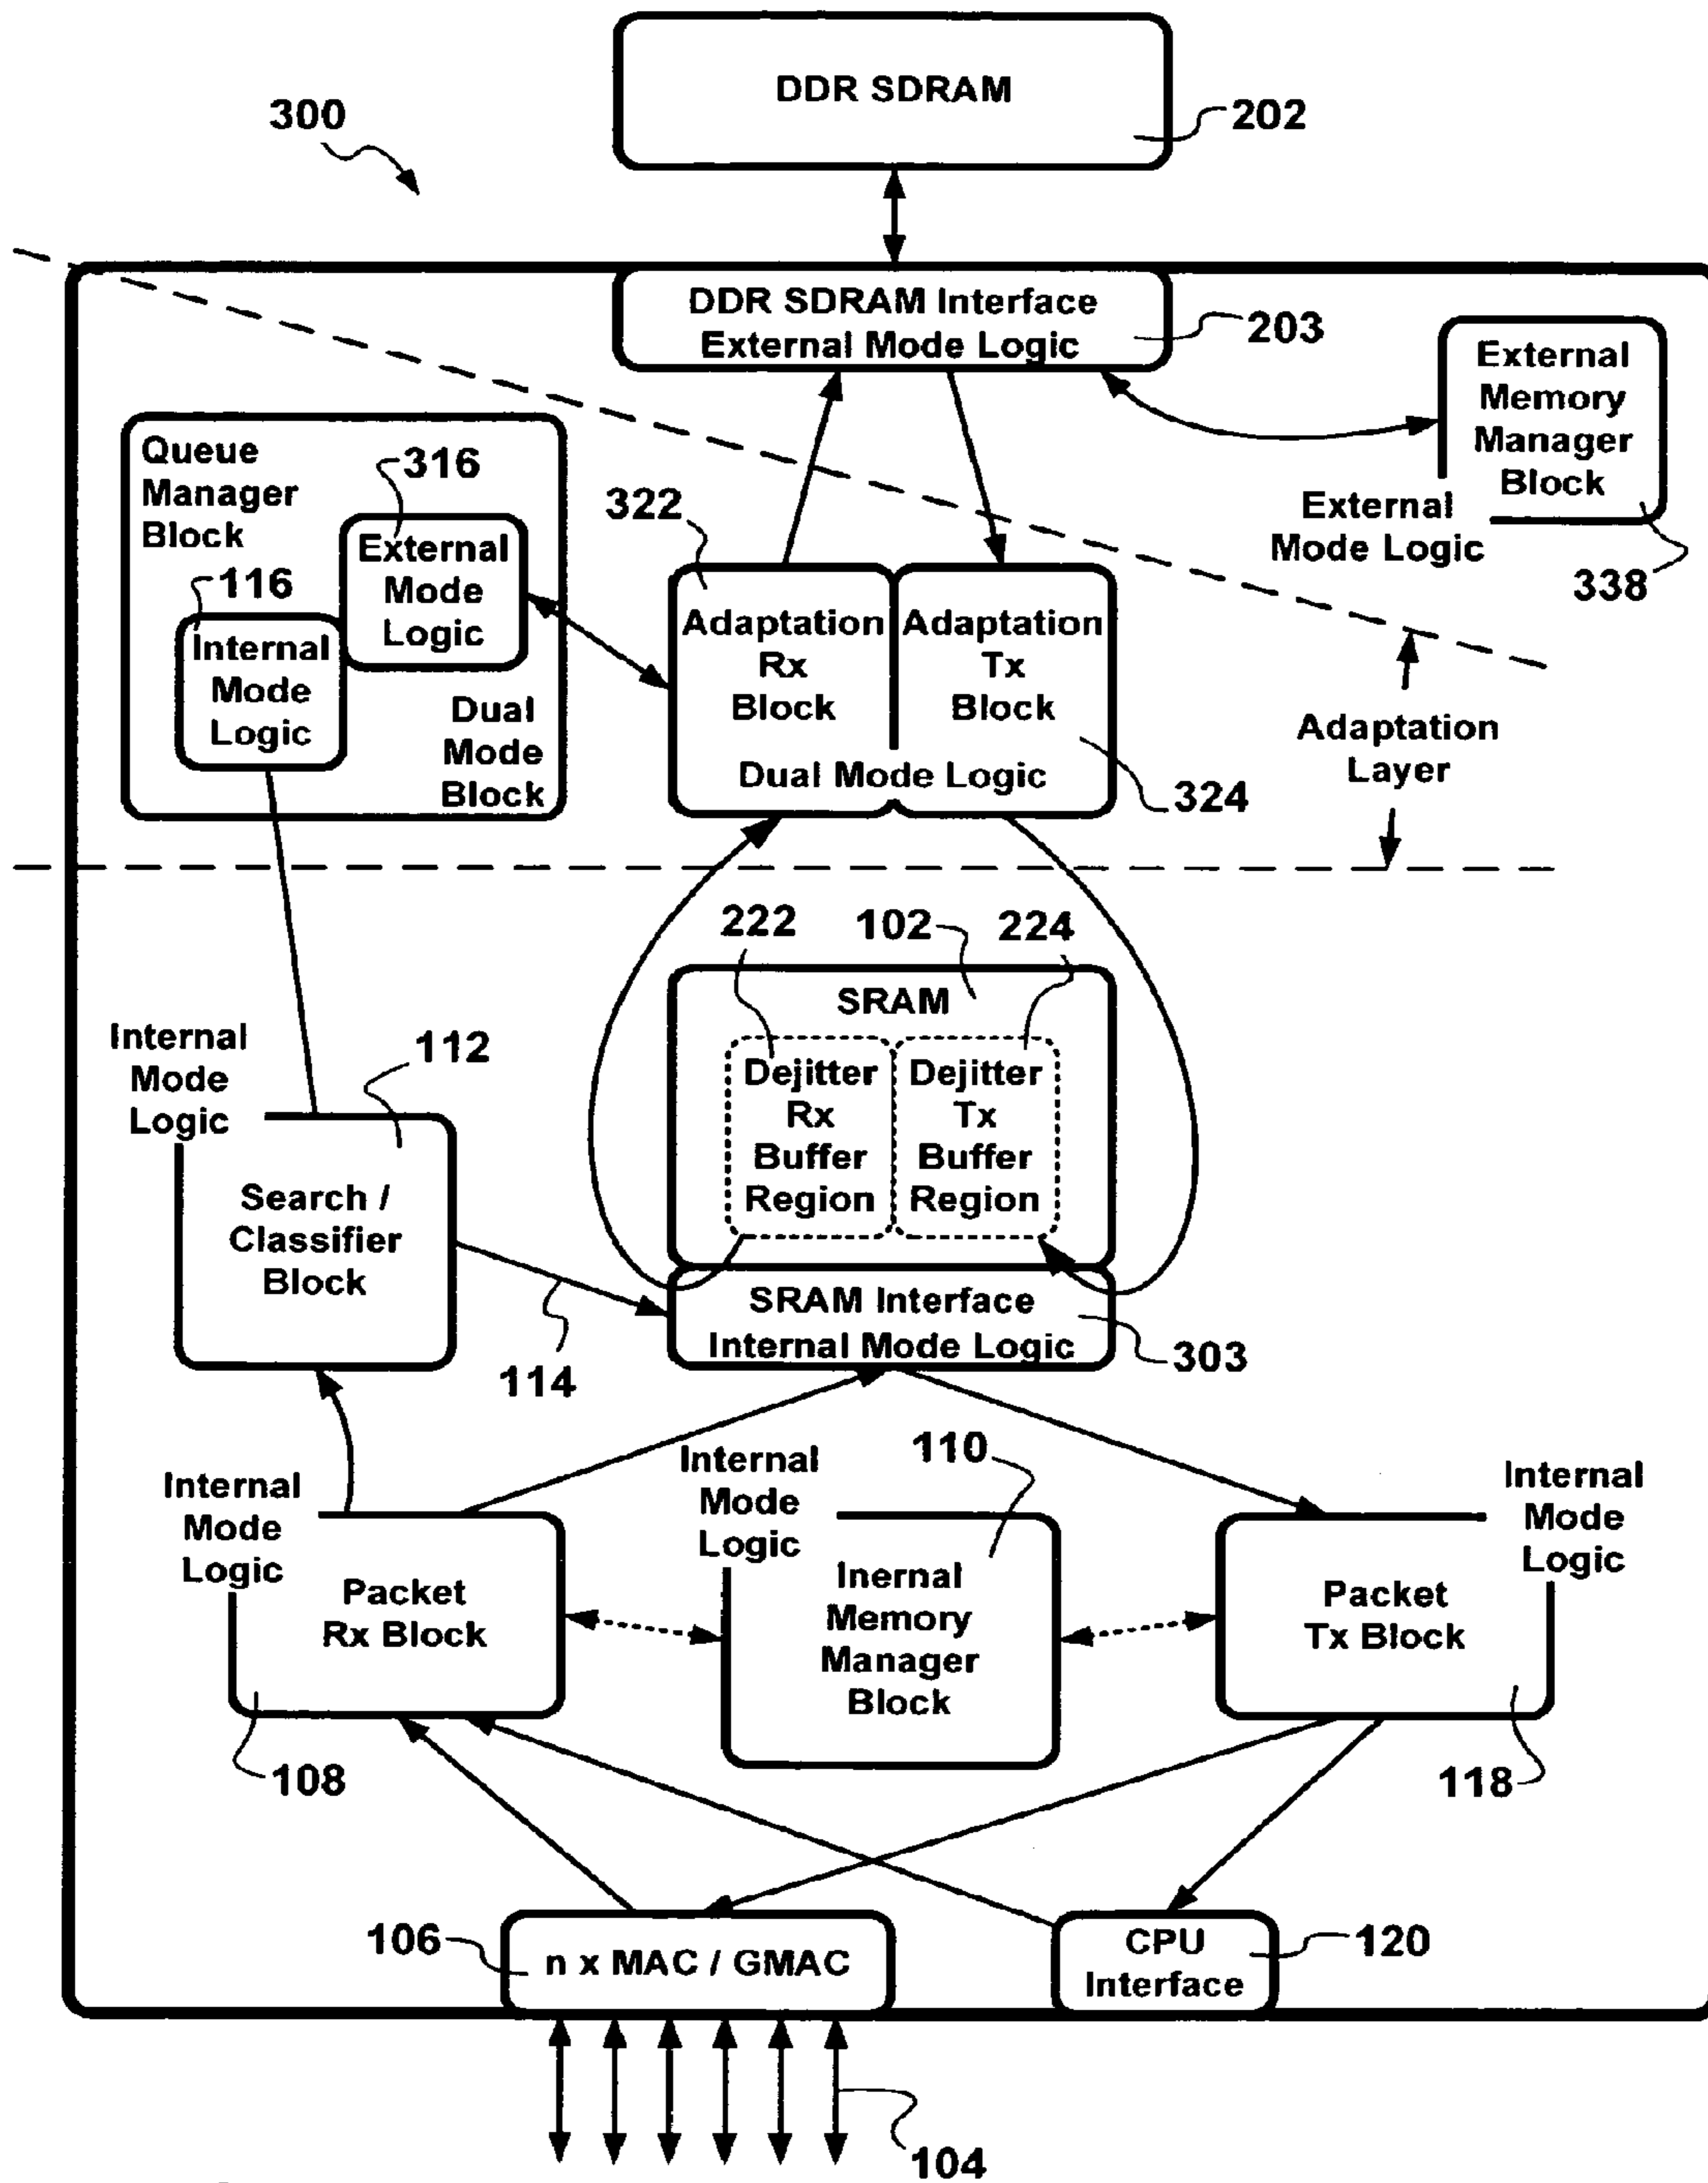 DDR SDRAM
202
300
DDR SDRAM Interface
External Mode Logic
203
External
Memory
Manager
Block
External
Mode Logic
338
Queue
Manager
Block
316
External
Mode
Logic
116
Internal
Mode
Logic
Dual
Mode
Block
322
Adaptation
Rx
Block
Adaptation
Tx
Block
Dual Mode Logic
324
Adaptation
Layer
222
102
224
SRAM
Dejitter
Rx
Buffer
Region
Dejitter
Tx
Buffer
Region
Internal
Mode
Logic
112
Search /
Classifier
Block
114
SRAM Interface
Internal Mode Logic
303
Internal
Mode
Logic
Packet
Rx Block
108
Internal
Mode
Logic
110
Inernal
Memory
Manager
Block
Internal
Mode
Logic
Packet
Tx Block
118
106
n x MAC / GMAC
CPU
Interface
120
104